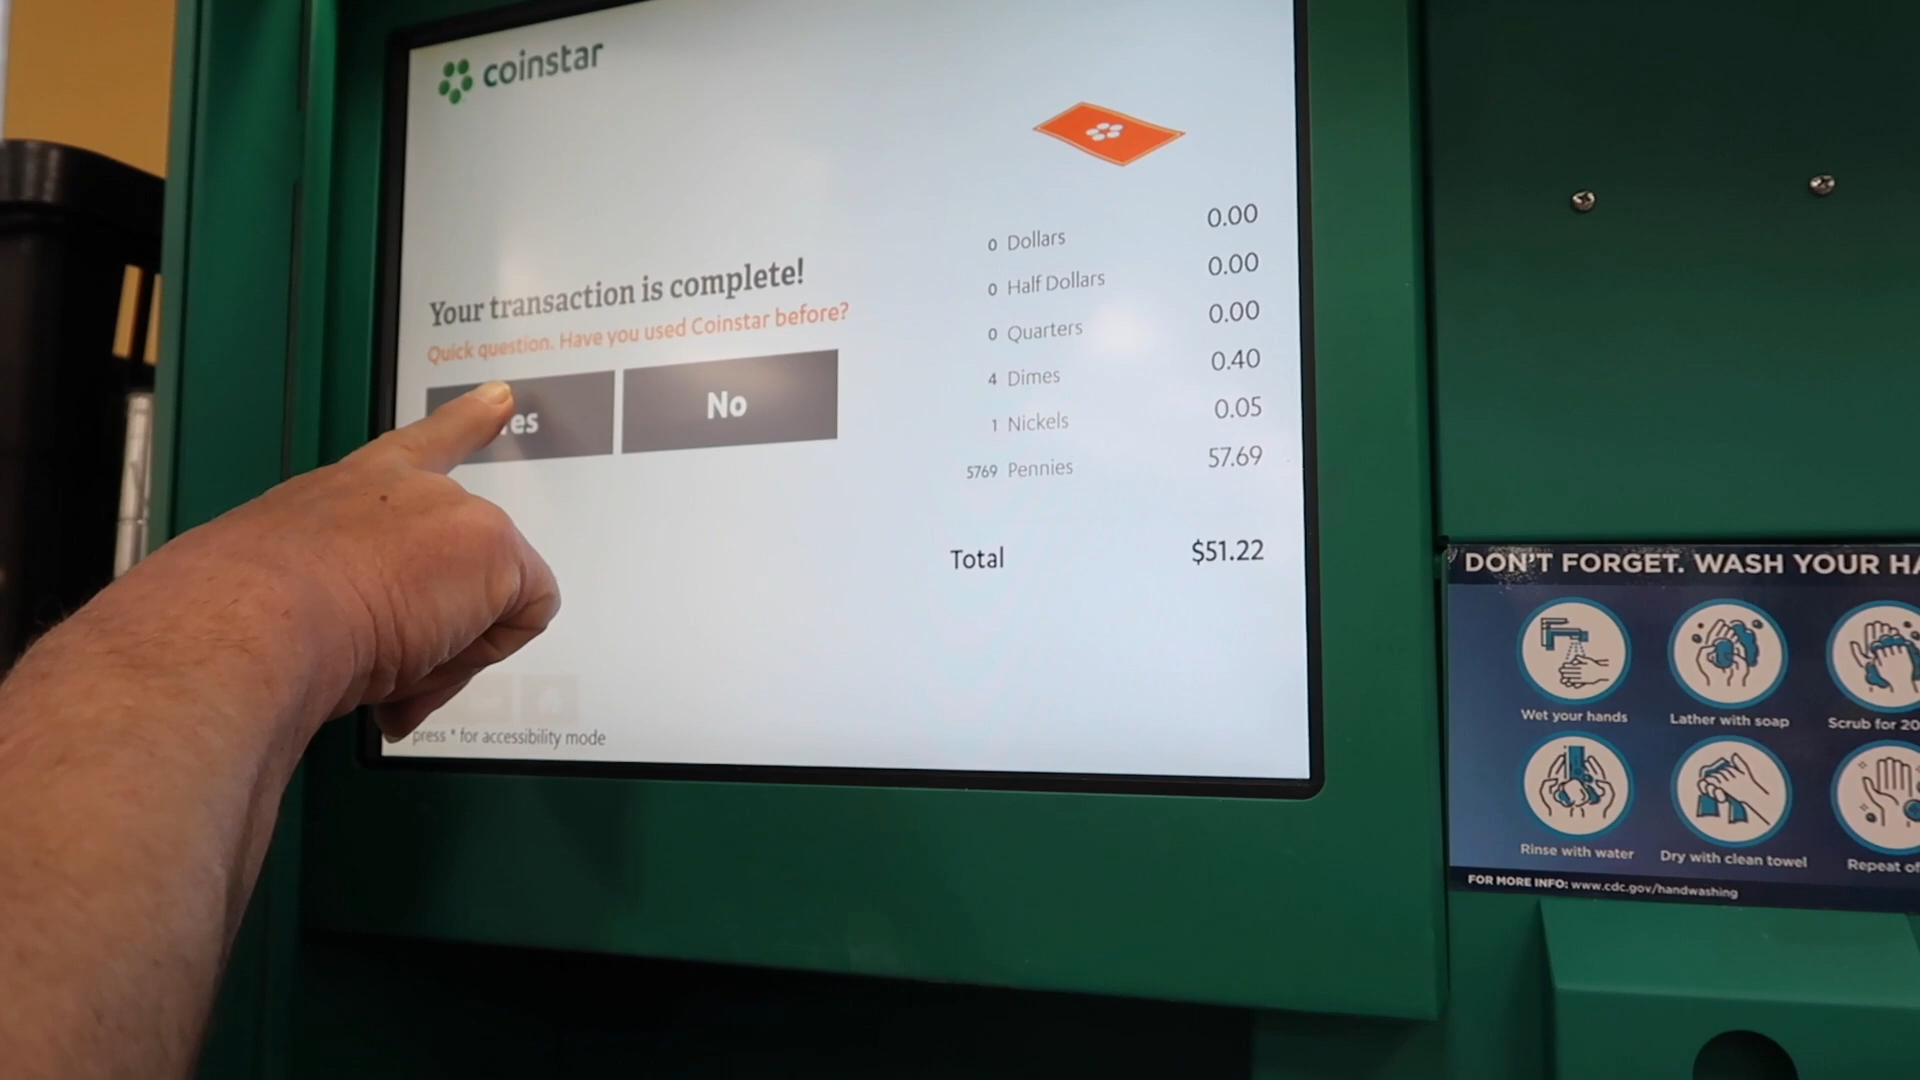 coinstar
Your transaction is complete!
Quick question. Have you used Coinstar before?
No
0 Dollars 0.00
0 Half Dollars 0.00
0 Quarters 0.00
4 Dimes 0.40
1 Nickels 0.05
5769 Pennies 57.69
Total $51.22
press * for accessibility mode
DON'T FORGET. WASH YOUR HA
Wet your hands
Lather with soap
Scrub for 20
Rinse with water
Dry with clean towel
Repeat of
FOR MORE INFO: www.cdc.gov/handwashing